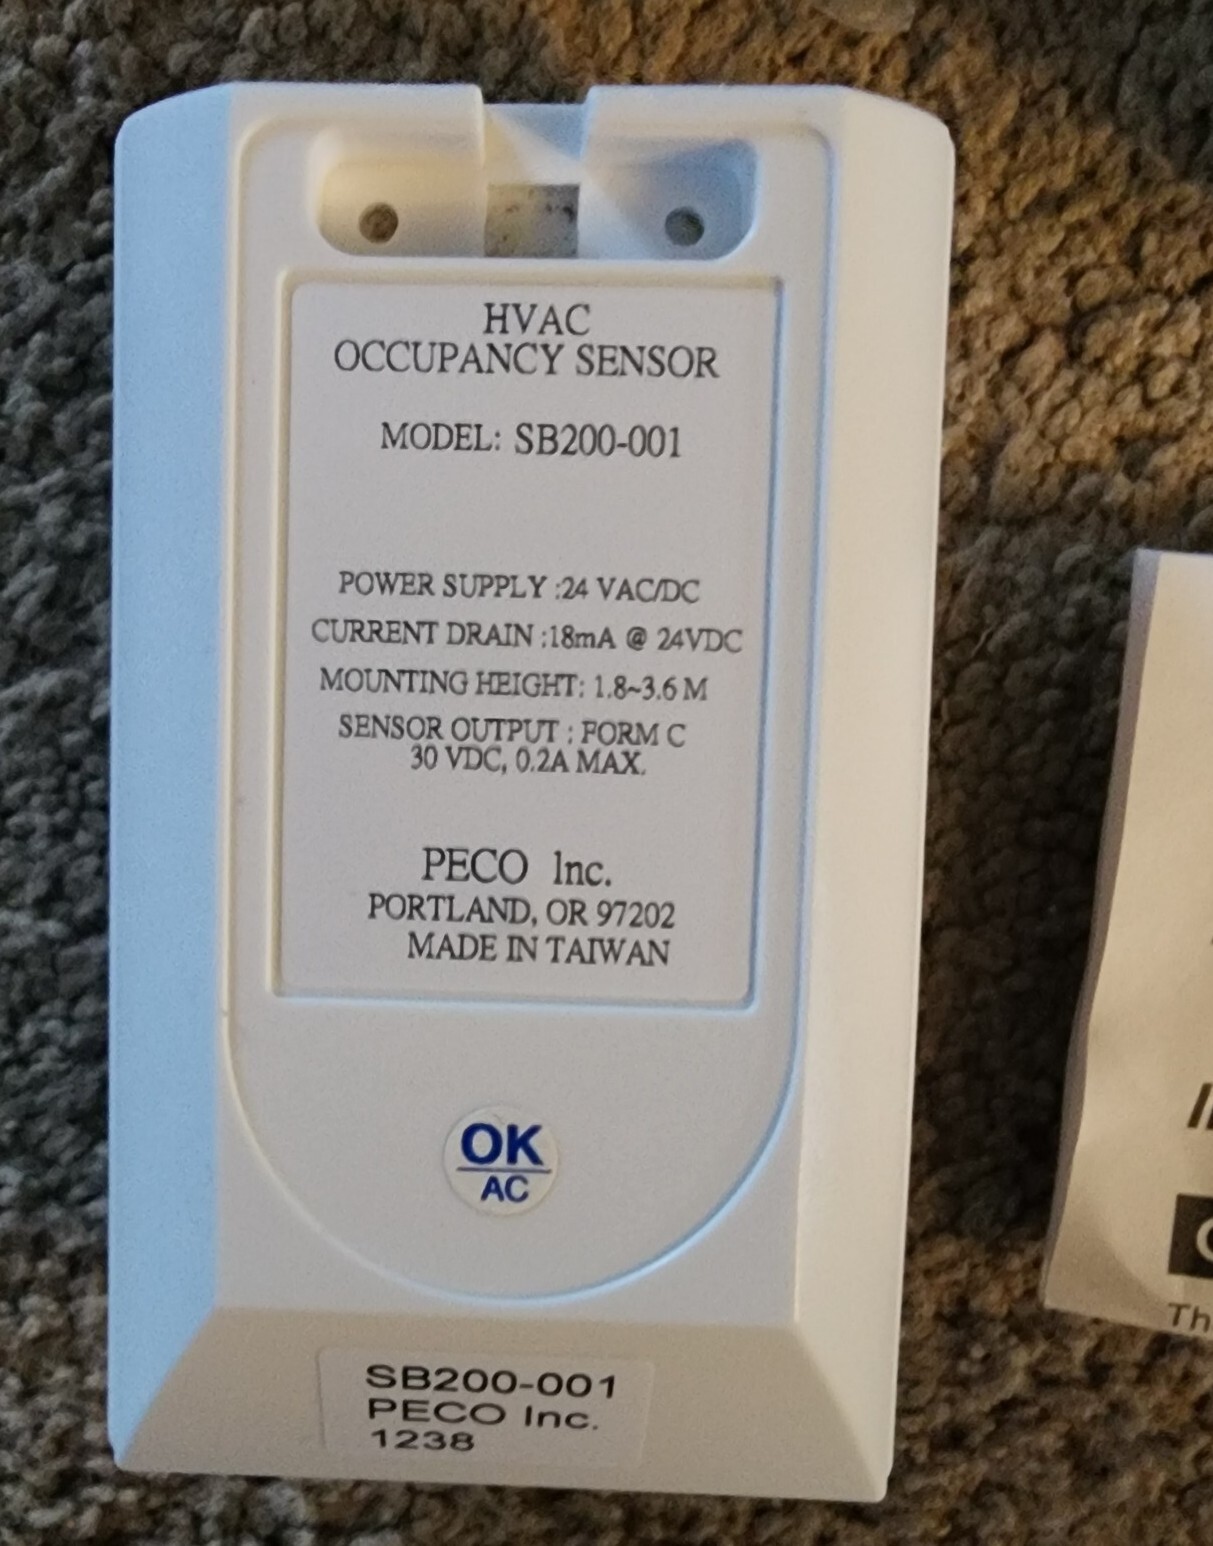 HVAC
OCCUPANCY SENSOR
MODEL: SB200-001
POWER SUPPLY :24 VAC/DC
CURRENT DRAIN :18mA @ 24VDC
MOUNTING HEIGHT: 1.8~3.6 M
SENSOR OUTPUT : FORM C
30 VDC, 0.2A MAX.
PECO Inc.
PORTLAND, OR 97202
MADE IN TAIWAN
OK
AC
SB200-001
PECO Inc.
1238
Th